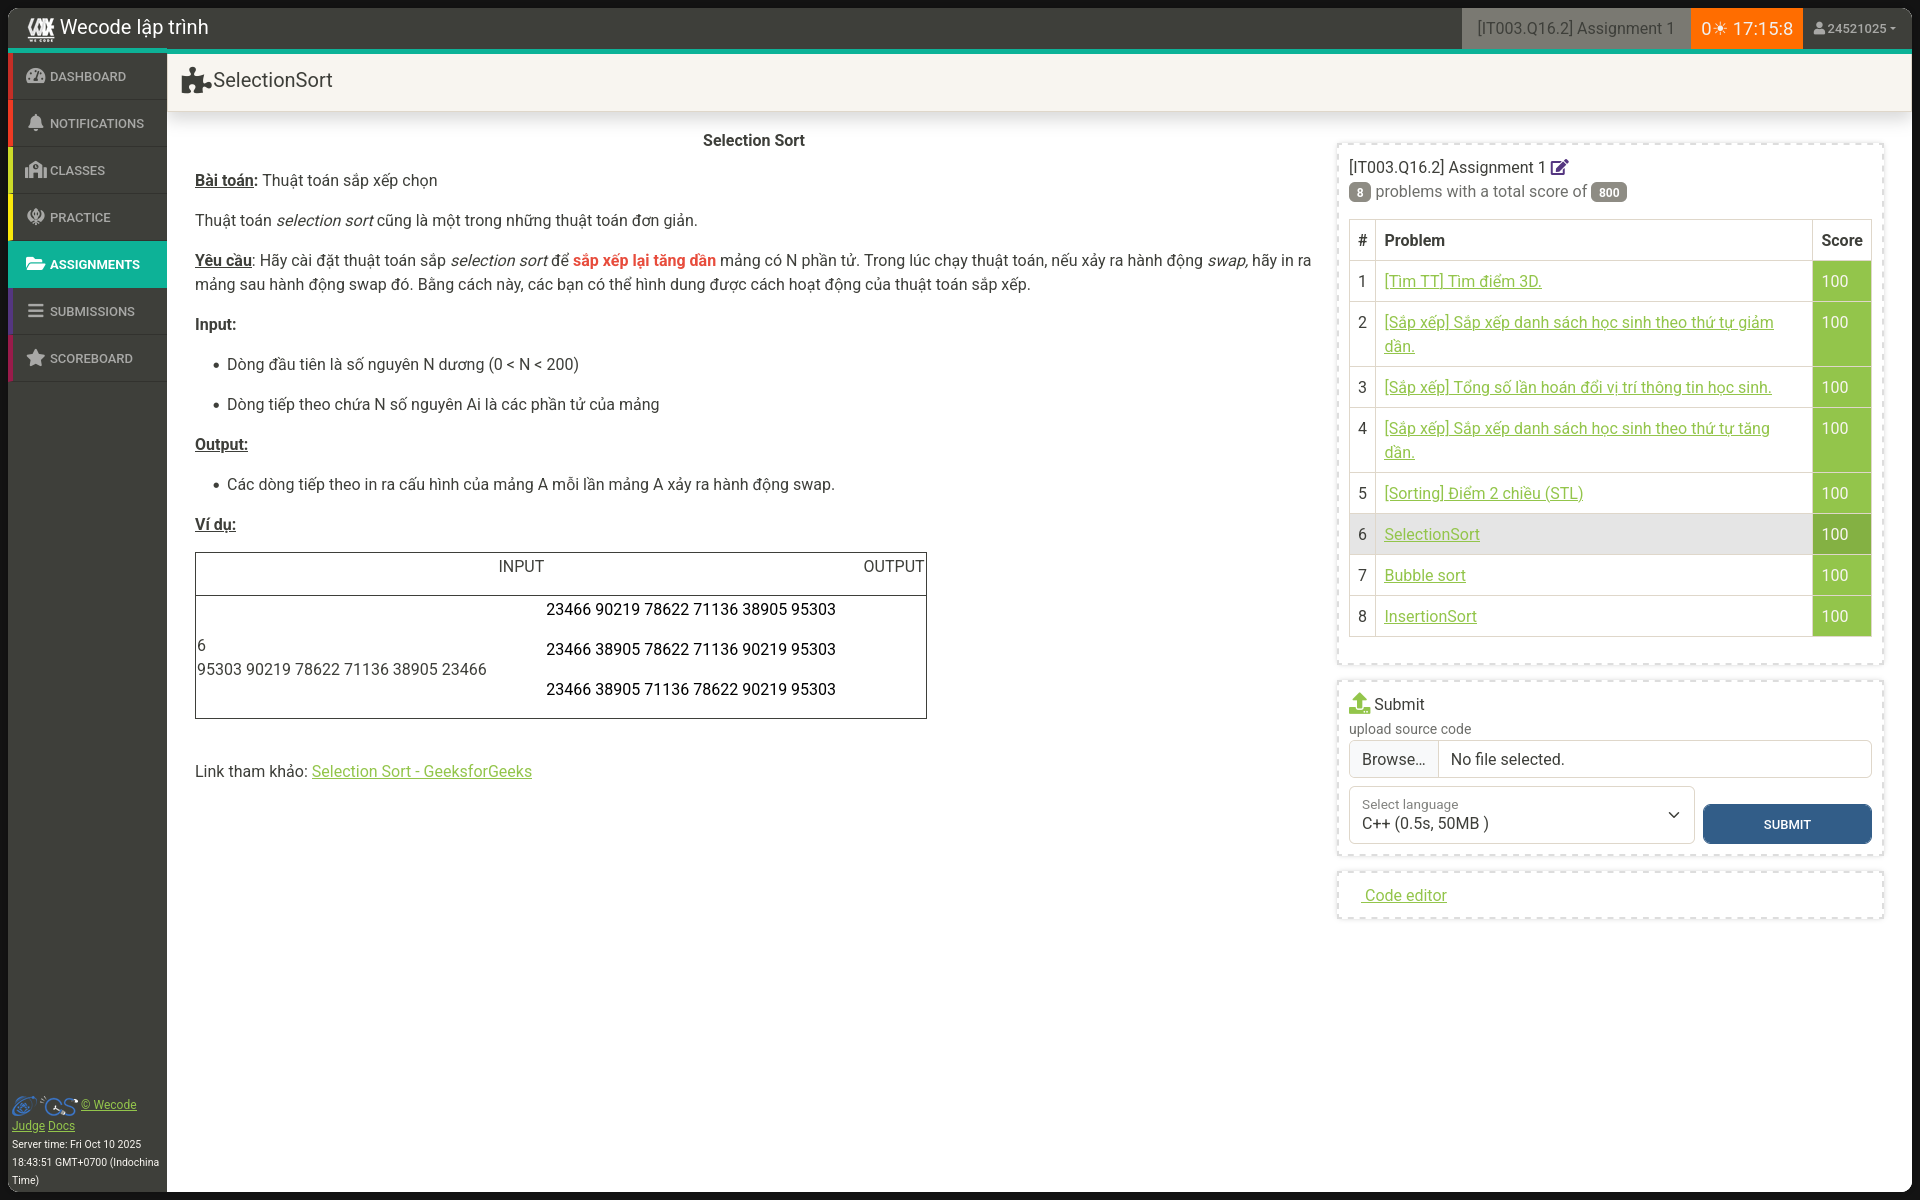 Wecode lập trình
[IT003.Q16.2] Assignment 1
0☀ 17:15:8
24521025
DASHBOARD
NOTIFICATIONS
CLASSES
PRACTICE
ASSIGNMENTS
SUBMISSIONS
SCOREBOARD
© Wecode
Judge Docs
Server time: Fri Oct 10 2025
18:43:51 GMT+0700 (Indochina
Time)
SelectionSort
Selection Sort
Bài toán: Thuật toán sắp xếp chọn
Thuật toán selection sort cũng là một trong những thuật toán đơn giản.
Yêu cầu: Hãy cài đặt thuật toán sắp selection sort để sắp xếp lại tăng dần mảng có N phần tử. Trong lúc chạy thuật toán, nếu xảy ra hành động swap, hãy in ra
mảng sau hành động swap đó. Bằng cách này, các bạn có thể hình dung được cách hoạt động của thuật toán sắp xếp.
Input:
• Dòng đầu tiên là số nguyên N dương (0 < N < 200)
• Dòng tiếp theo chứa N số nguyên Ai là các phần tử của mảng
Output:
• Các dòng tiếp theo in ra cấu hình của mảng A mỗi lần mảng A xảy ra hành động swap.
Ví dụ:
INPUT OUTPUT
6
95303 90219 78622 71136 38905 23466
23466 90219 78622 71136 38905 95303
23466 38905 78622 71136 90219 95303
23466 38905 71136 78622 90219 95303
Link tham khảo: Selection Sort - GeeksforGeeks
[IT003.Q16.2] Assignment 1
8 problems with a total score of 800
# Problem Score
1 [Tìm TT] Tìm điểm 3D. 100
2 [Sắp xếp] Sắp xếp danh sách học sinh theo thứ tự giảm 100
dần.
3 [Sắp xếp] Tổng số lần hoán đổi vị trí thông tin học sinh. 100
4 [Sắp xếp] Sắp xếp danh sách học sinh theo thứ tự tăng 100
dần.
5 [Sorting] Điểm 2 chiều (STL) 100
6 SelectionSort 100
7 Bubble sort 100
8 InsertionSort 100
Submit
upload source code
Browse... No file selected.
Select language
C++ (0.5s, 50MB )
SUBMIT
Code editor